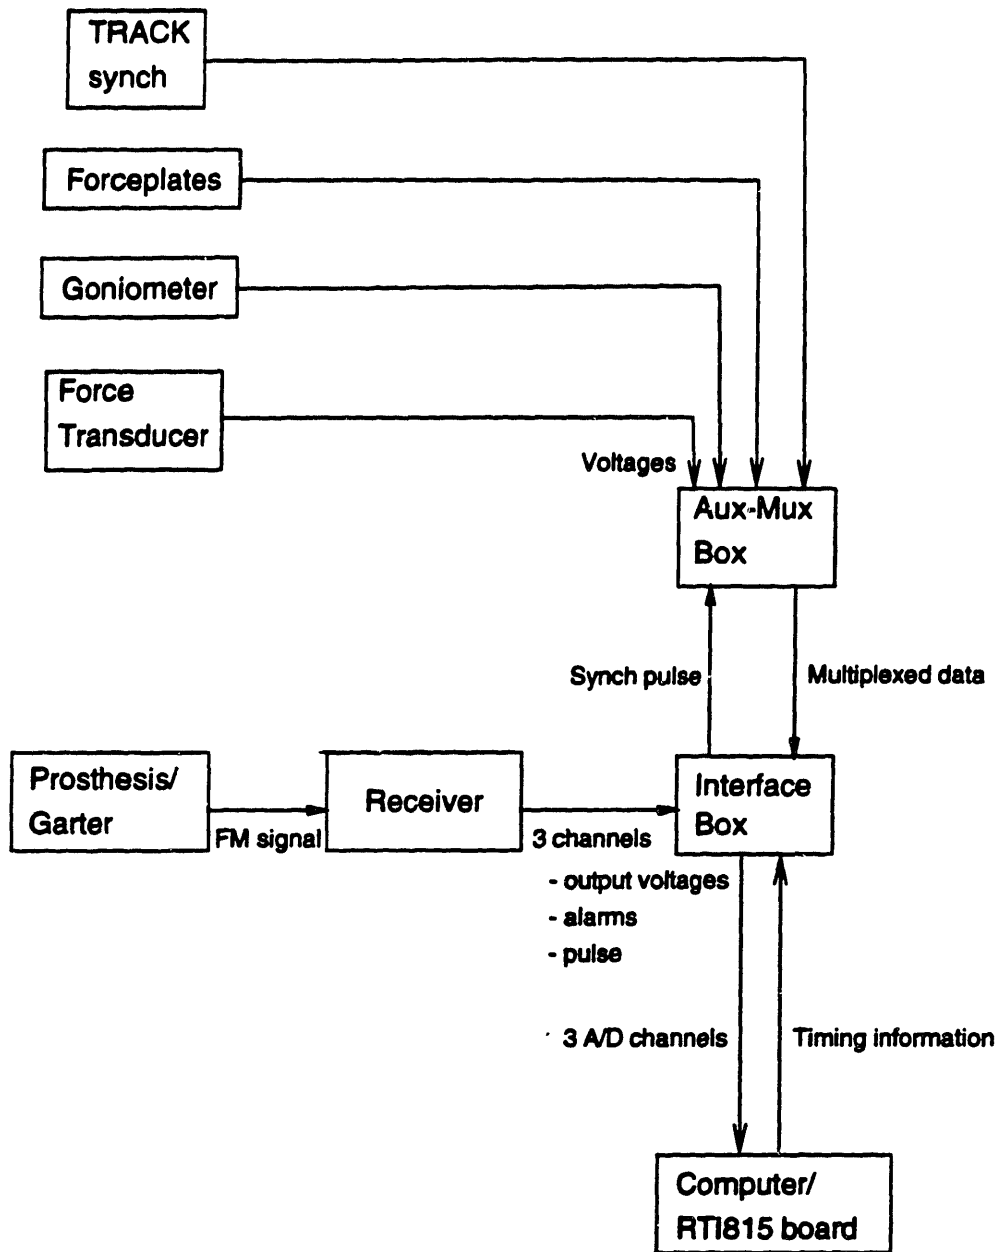 TRACK
synch
Forceplates
Goniometer
Force
Transducer
Voltages
Aux-Mux
Box
Synch pulse
Multiplexed data
Prosthesis/
Garter
FM signal
Receiver
3 channels
- output voltages
- alarms
- pulse
Interface
Box
3 A/D channels
Timing information
Computer/
RTI815 board